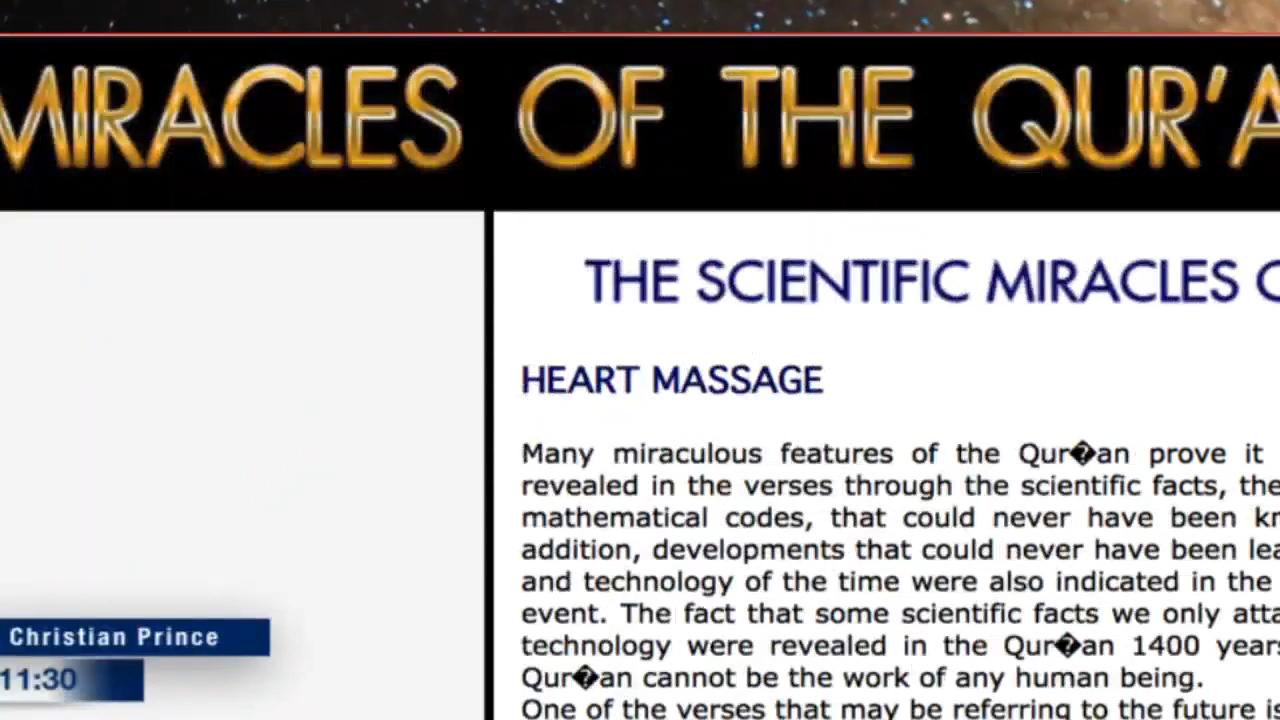 MIRACLES OF THE QUR'A
THE SCIENTIFIC MIRACLES
HEART MASSAGE
Many miraculous features of the Qur�an prove it
revealed in the verses through the scientific facts, the
mathematical codes, that could never have been kn
addition, developments that could never have been lea
and technology of the time were also indicated in the
event. The fact that some scientific facts we only atta
technology were revealed in the Qur�an 1400 years
Qur�an cannot be the work of any human being.
One of the verses that may be referring to the future is
Christian Prince
11:30